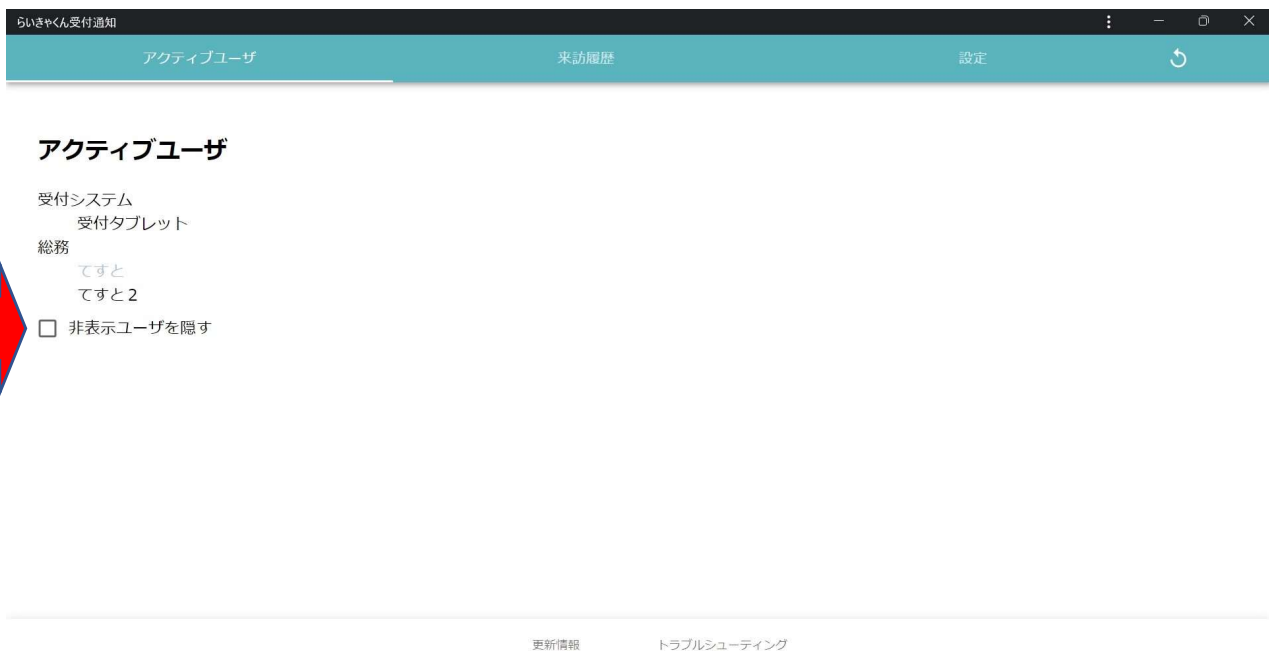 らいきゃくん受付通知
アクティブユーザ 来訪履歴 設定
アクティブユーザ
受付システム
受付タブレット
総務
てすと
てすと2
非表示ユーザを隠す
更新情報 トラブルシューティング